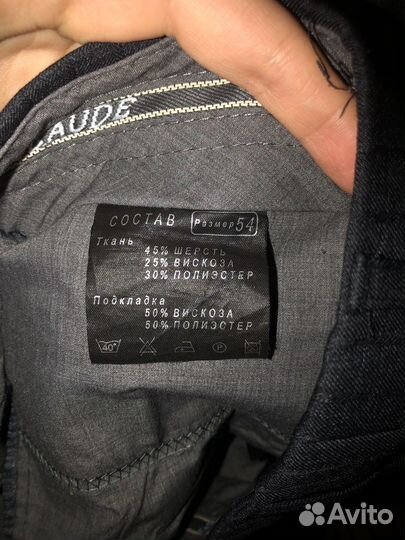 AUDE
СОСТАВ Размер 54
Ткань
45% ШЕРСТЬ
25% ВИСКОЗА
30% ПОЛИЭСТЕР
Подкладка
50% ВИСКОЗА
50% ПОЛИЭСТЕР
40° P
Avito